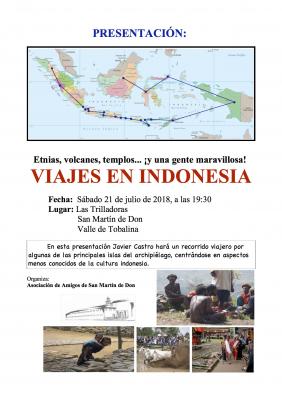 PRESENTACIÓN:
Etnias, volcanes, templos... ¡y una gente maravillosa!
VIAJES EN INDONESIA
Fecha: Sábado 21 de julio de 2018, a las 19:30
Lugar: Las Trilladoras
San Martín de Don
Valle de Tobalina
En esta presentación Javier Castro hará un recorrido viajero por
algunas de las principales islas del archipiélago, centrándose en aspectos
menos conocidos de la cultura indonesia.
Organiza:
Asociación de Amigos de San Martín de Don